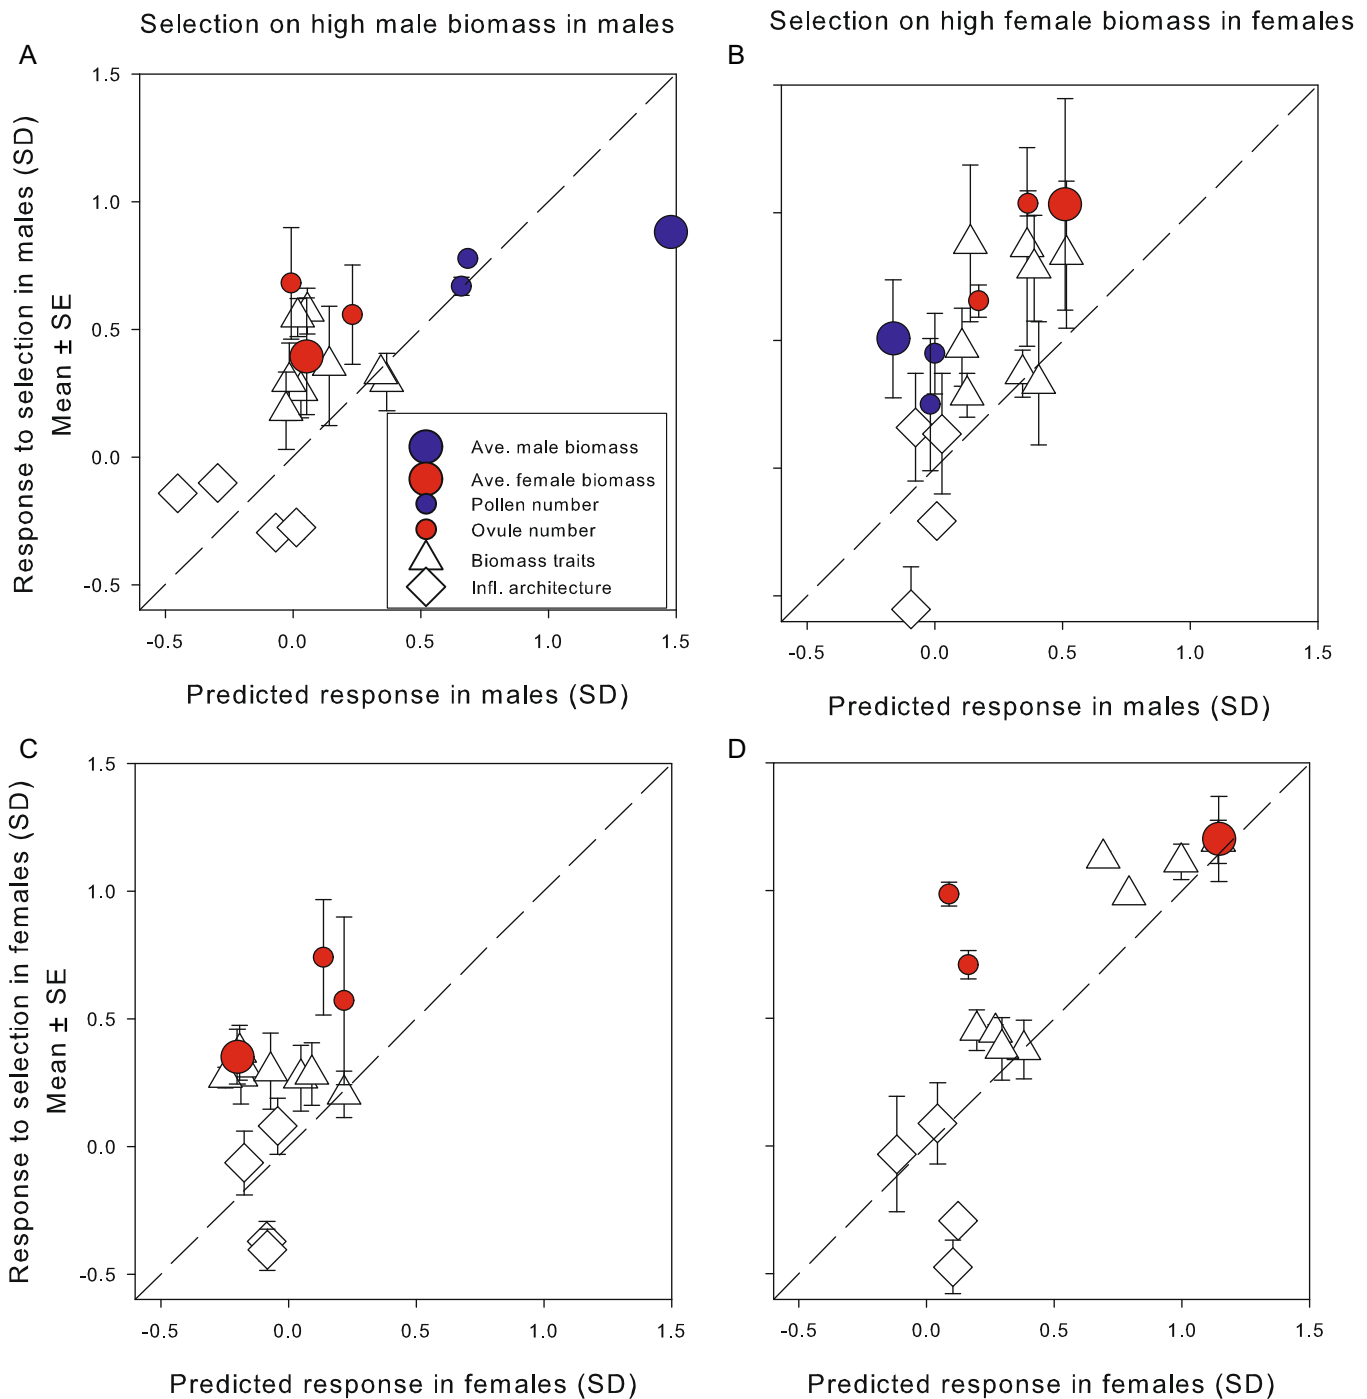 Selection on high male biomass in males
Selection on high female biomass in females
A
B
Response to selection in males (SD)
Mean ± SE
1.5
1.0
0.5
0.0
-0.5
Ave. male biomass
Ave. female biomass
Pollen number
Ovule number
Biomass traits
Infl. architecture
-0.5 0.0 0.5 1.0 1.5
-0.5 0.0 0.5 1.0 1.5
Predicted response in males (SD)
Predicted response in males (SD)
C
D
Response to selection in females (SD)
Mean ± SE
1.5
1.0
0.5
0.0
-0.5
-0.5 0.0 0.5 1.0 1.5
-0.5 0.0 0.5 1.0 1.5
Predicted response in females (SD)
Predicted response in females (SD)